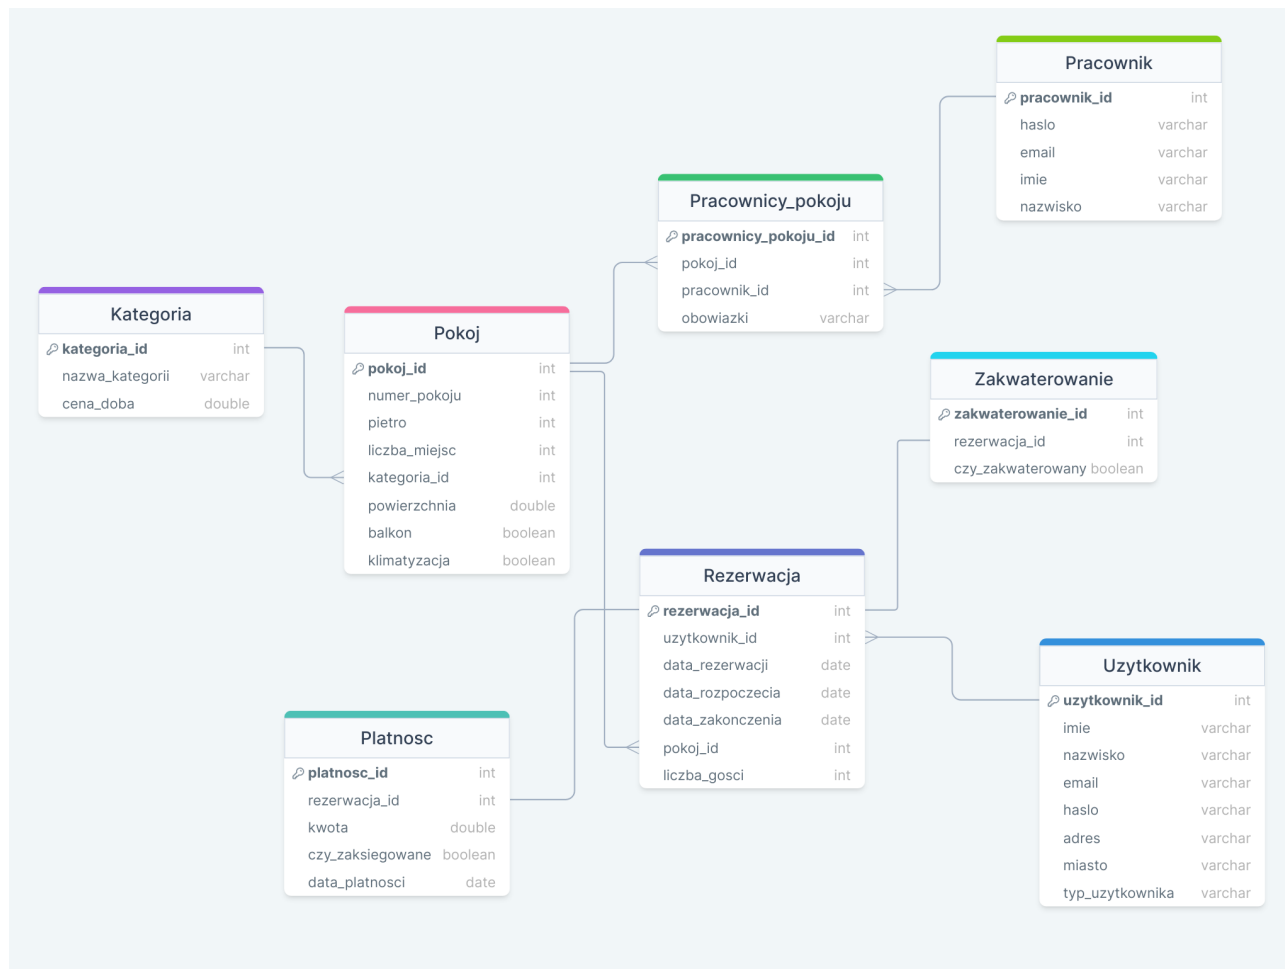 Pracownik
pracownik_id int
haslo varchar
email varchar
imie varchar
nazwisko varchar
Pracownicy_pokoju
pracownicy_pokoju_id int
pokoj_id int
pracownik_id int
obowiazki varchar
Kategoria
kategoria_id int
nazwa_kategorii varchar
cena_doba double
Pokoj
pokoj_id int
numer_pokoju int
pietro int
liczba_miejsc int
kategoria_id int
powierzchnia double
balkon boolean
klimatyzacja boolean
Zakwaterowanie
zakwaterowanie_id int
rezerwacja_id int
czy_zakwaterowany boolean
Rezerwacja
rezerwacja_id int
uzytkownik_id int
data_rezerwacji date
data_rozpoczecia date
data_zakonczenia date
pokoj_id int
liczba_gosci int
Uzytkownik
uzytkownik_id int
imie varchar
nazwisko varchar
email varchar
haslo varchar
adres varchar
miasto varchar
typ_uzytkownika varchar
Platnosc
platnosc_id int
rezerwacja_id int
kwota double
czy_zaksiegowane boolean
data_platnosci date